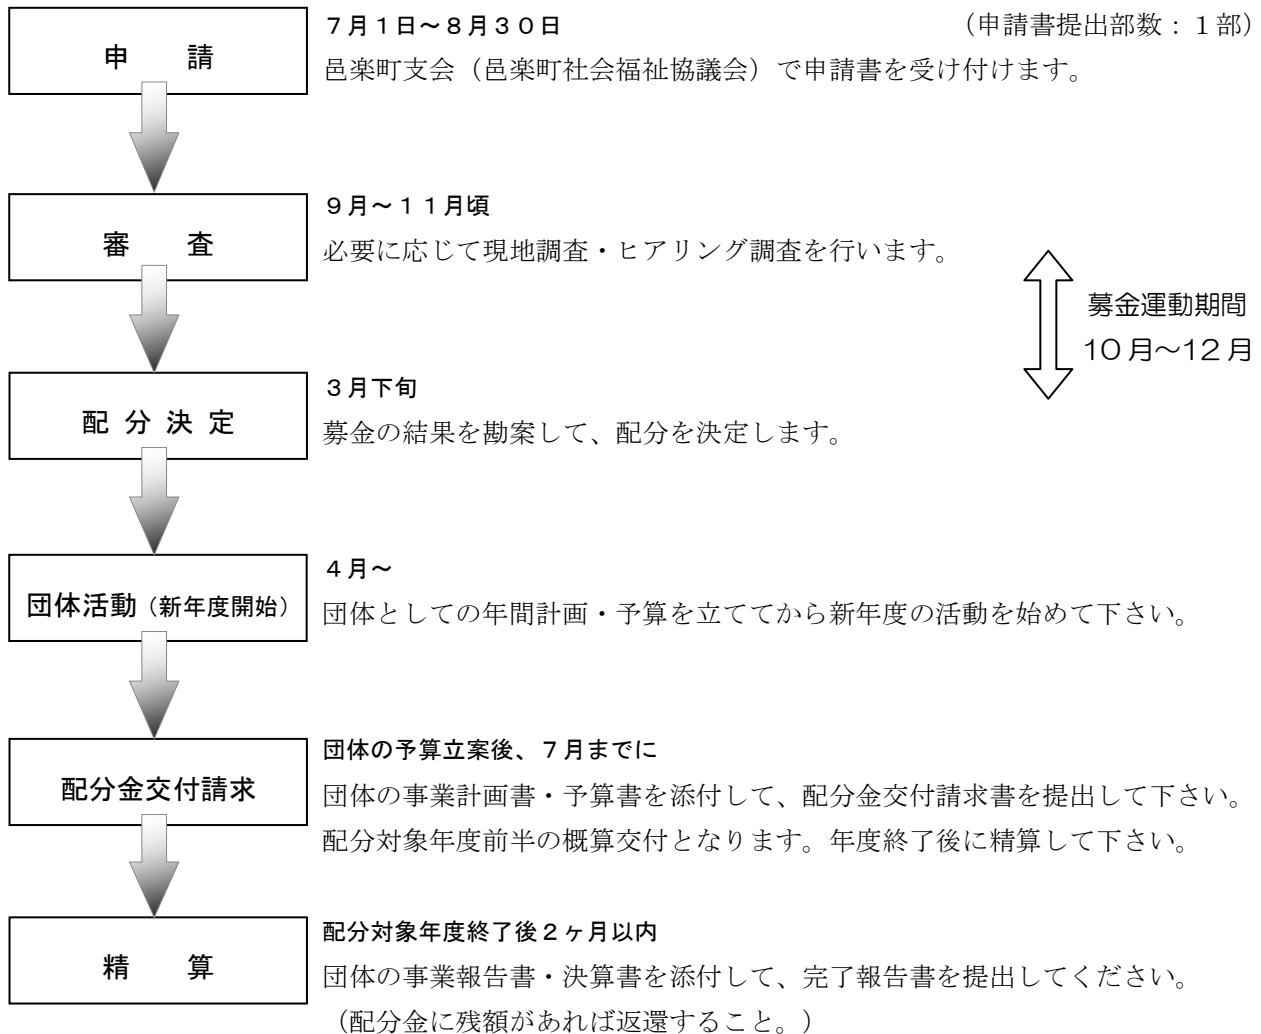 申　請
７月１日～８月３０日　（申請書提出部数：１部）
邑楽町支会（邑楽町社会福祉協議会）で申請書を受け付けます。
審　査
９月～１１月頃
必要に応じて現地調査・ヒアリング調査を行います。
募金運動期間
10月～12月
配分決定
３月下旬
募金の結果を勘案して、配分を決定します。
団体活動（新年度開始）
４月～
団体としての年間計画・予算を立ててから新年度の活動を始めて下さい。
配分金交付請求
団体の予算立案後、７月までに
団体の事業計画書・予算書を添付して、配分金交付請求書を提出して下さい。
配分対象年度前半の概算交付となります。年度終了後に精算して下さい。
精　算
配分対象年度終了後２ヶ月以内
団体の事業報告書・決算書を添付して、完了報告書を提出してください。
（配分金に残額があれば返還すること。）